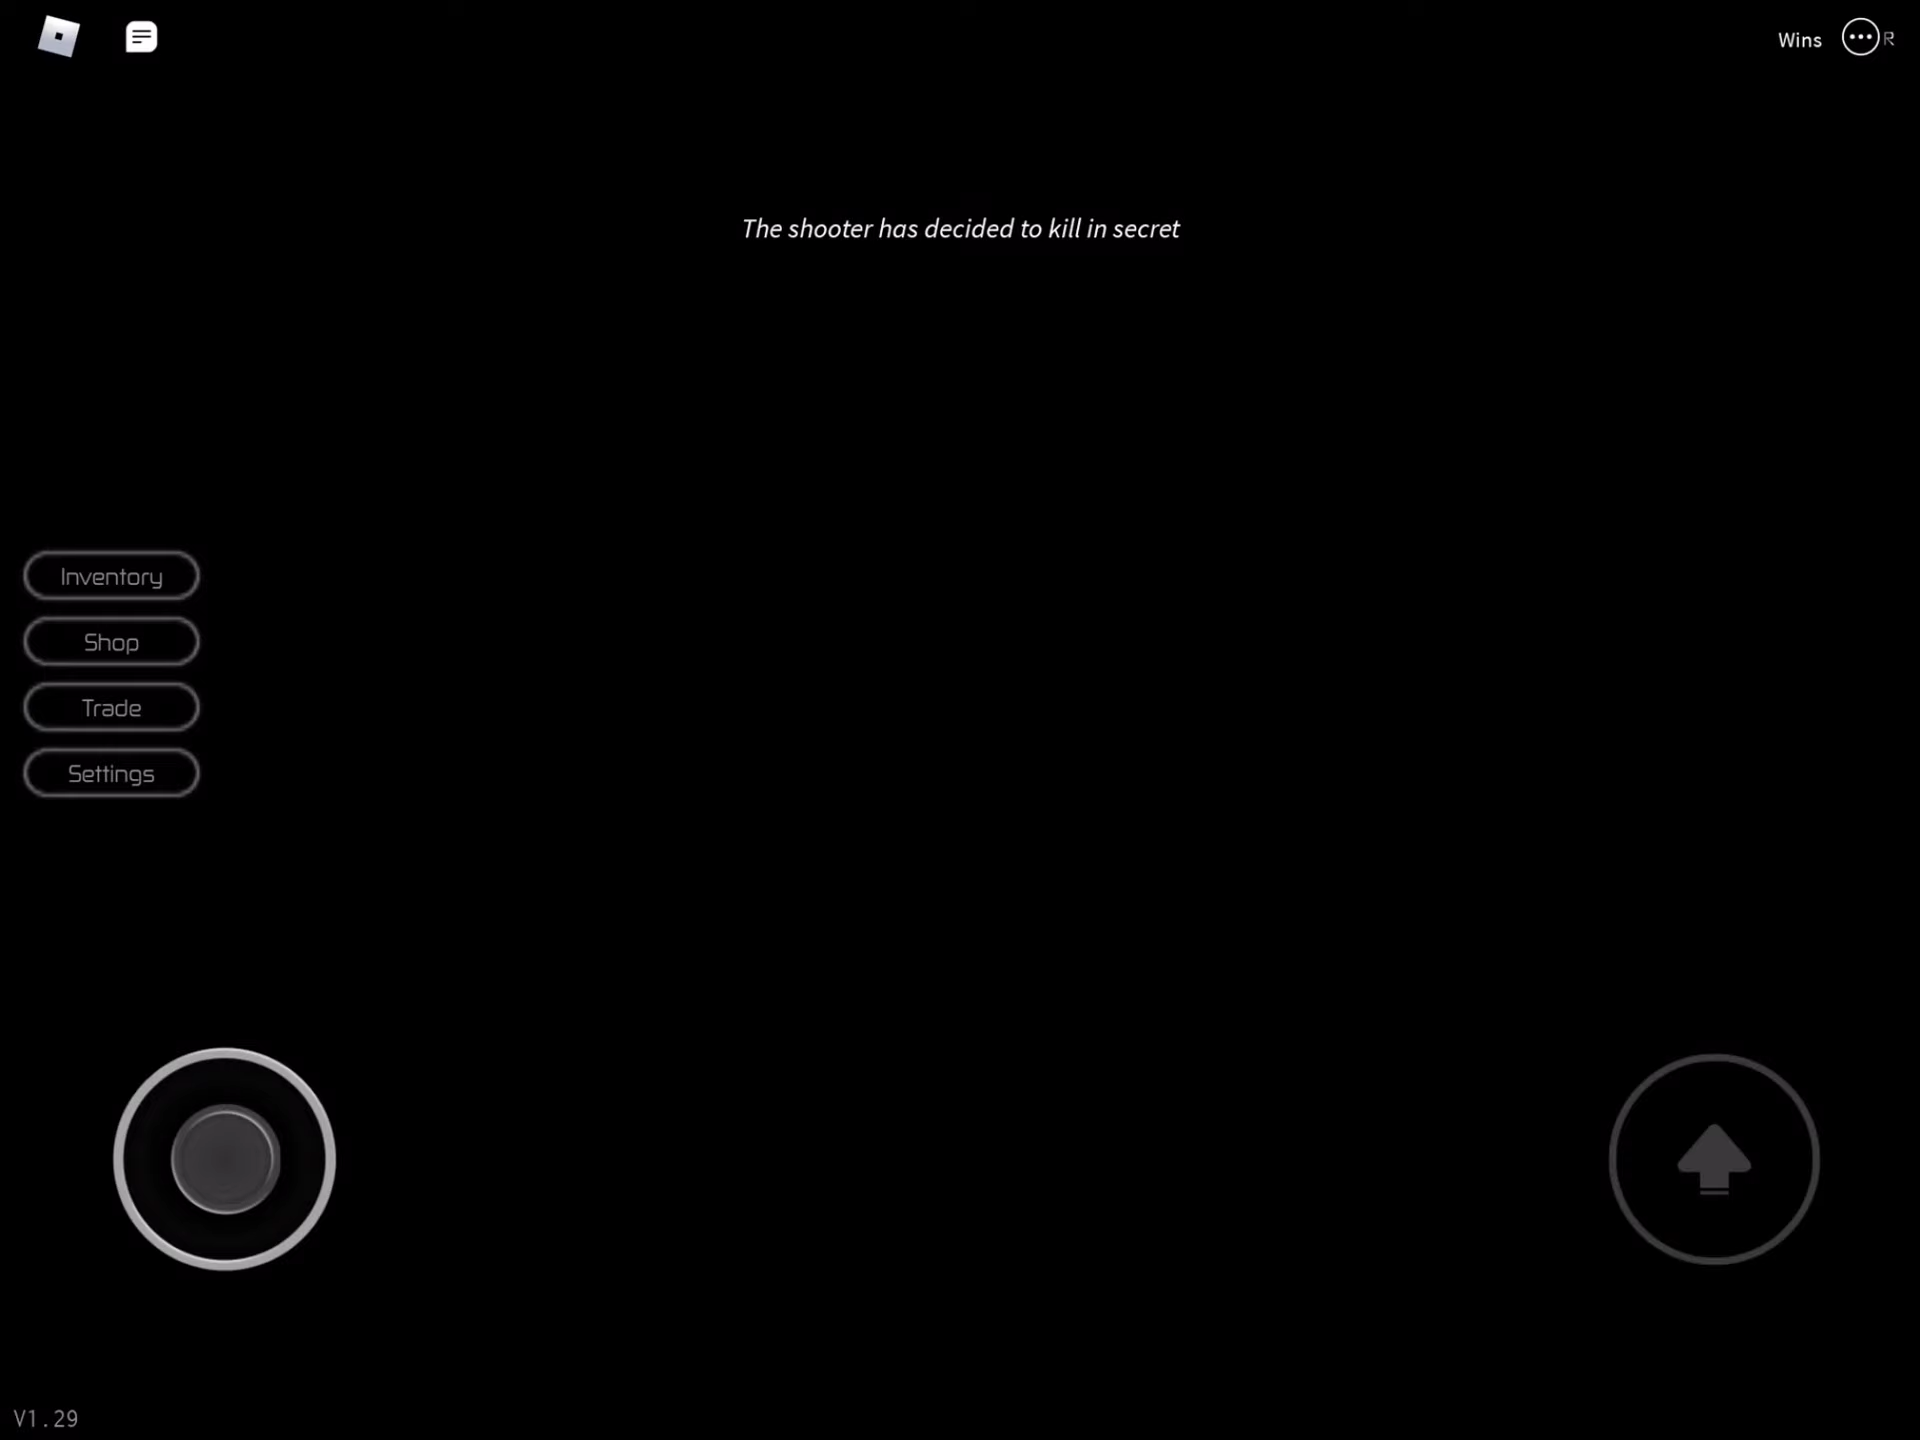 Wins
R
The shooter has decided to kill in secret
Inventory
Shop
Trade
Settings
V1.29